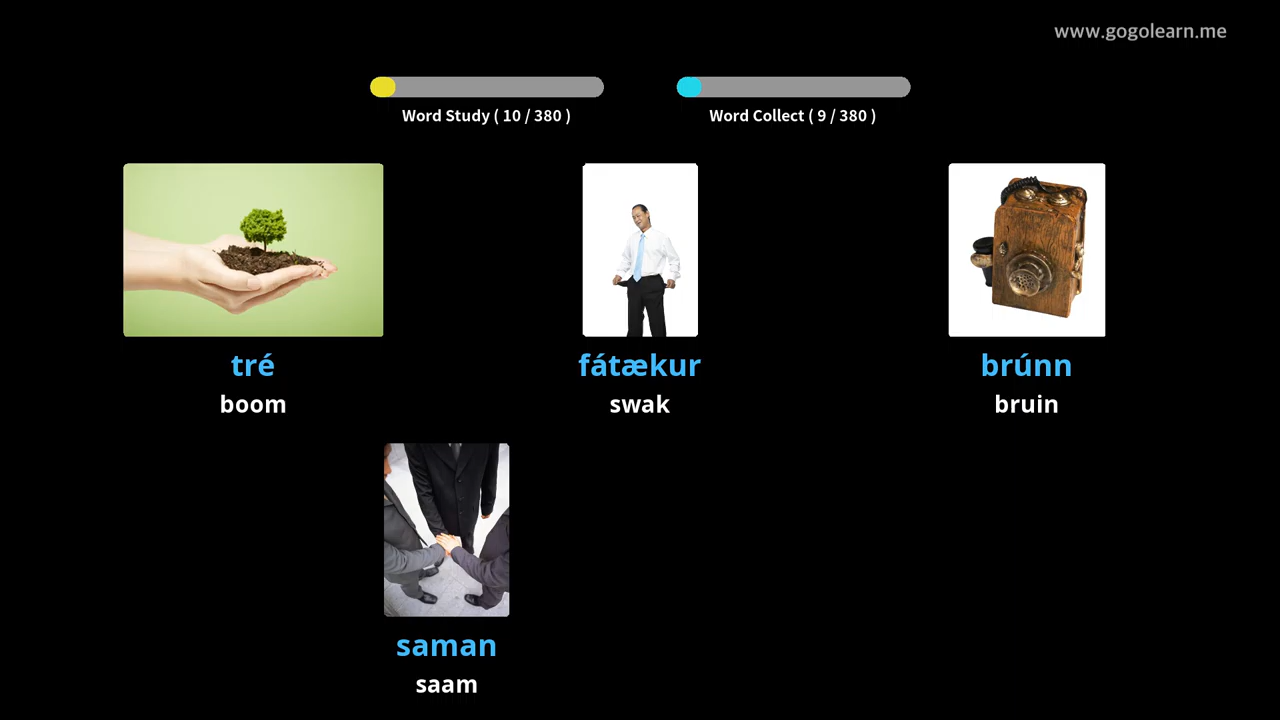 www.gogolearn.me
Word Study ( 10 / 380 )
Word Collect ( 9 / 380 )
tré
boom
fátækur
swak
brúnn
bruin
saman
saam